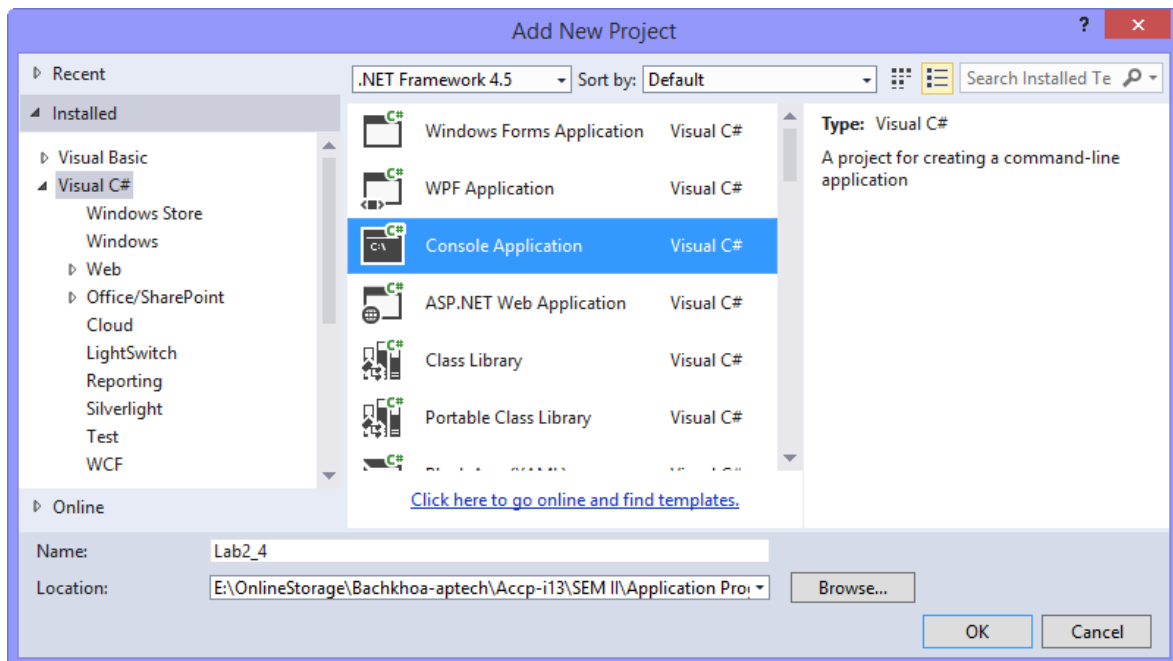 Add New Project
?
Recent
.NET Framework 4.5
Sort by:
Default
Search Installed Te
Installed
Visual Basic
Visual C#
Windows Store
Windows
Web
Office/SharePoint
Cloud
LightSwitch
Reporting
Silverlight
Test
WCF
Online
C# Windows Forms Application Visual C#
C# WPF Application Visual C#
C# C:\ Console Application Visual C#
C# ASP.NET Web Application Visual C#
C# Class Library Visual C#
C# Portable Class Library Visual C#
C#
Click here to go online and find templates.
Type: Visual C#
A project for creating a command-line
application
Name: Lab2_4
Location: E:\OnlineStorage\Bachkhoa-aptech\Accp-i13\SEM II\Application
Browse...
OK
Cancel